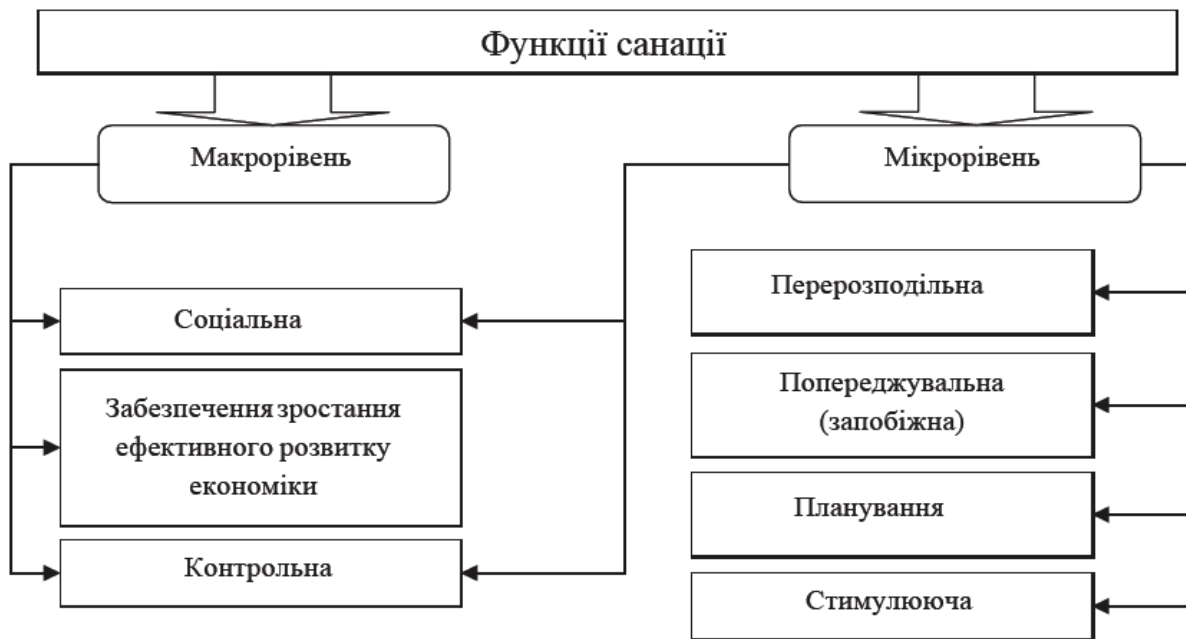 Функції санації
Макрорівень
Мікрорівень
Соціальна
Забезпечення зростання
ефективного розвитку
економіки
Контрольна
Перерозподільна
Попереджувальна
(запобіжна)
Планування
Стимулююча